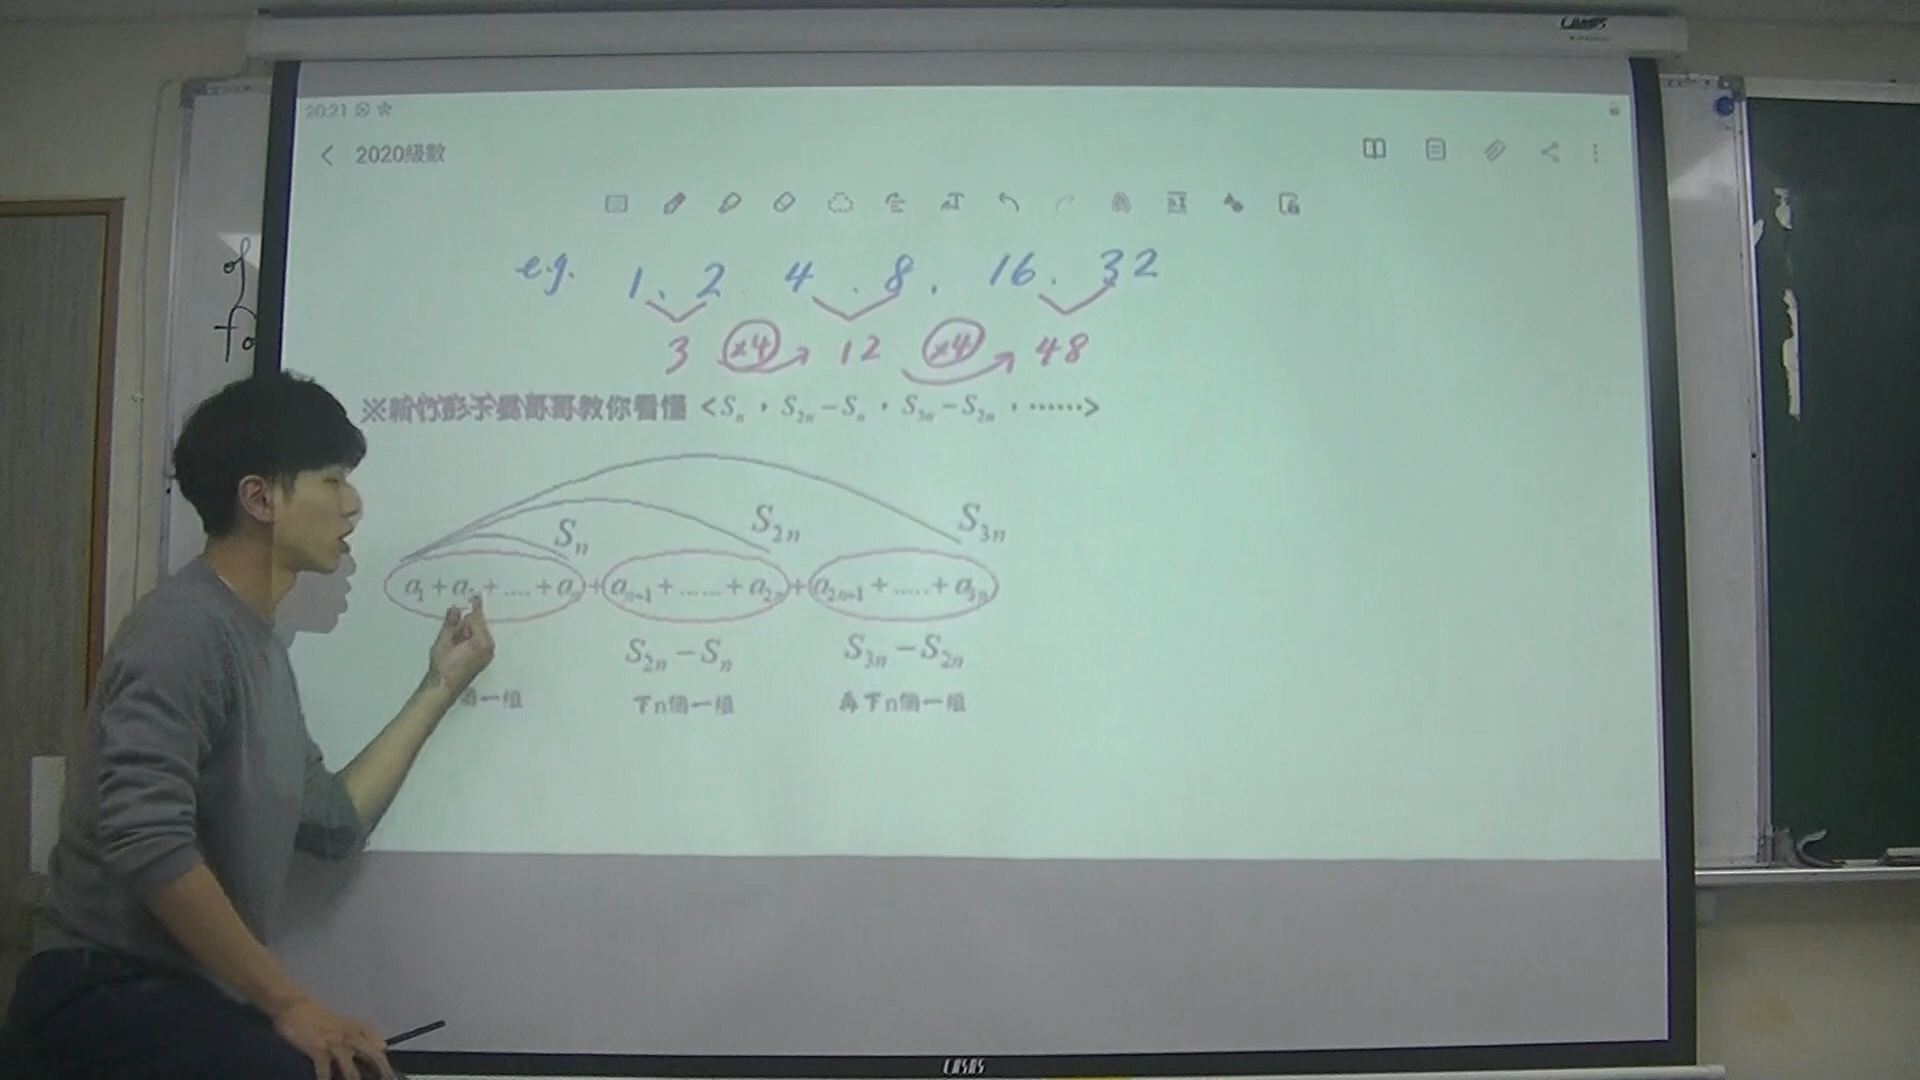 20:21
< 2020級數
e.g. 1. 2 4 . 8. 16. 32
3 ×4 12 ×4 48
※新竹彭子晏哥哥教你看懂 <Sₙ，S₂ₙ－Sₙ，S₃ₙ－S₂ₙ，……>
Sₙ S₂ₙ S₃ₙ
a₁+a₂+....+aₙ+aₙ₊₁+......+a₂ₙ+a₂ₙ₊₁+.....+a₃ₙ
S₂ₙ－Sₙ S₃ₙ－S₂ₙ
個一組 下n個一組 再下n個一組